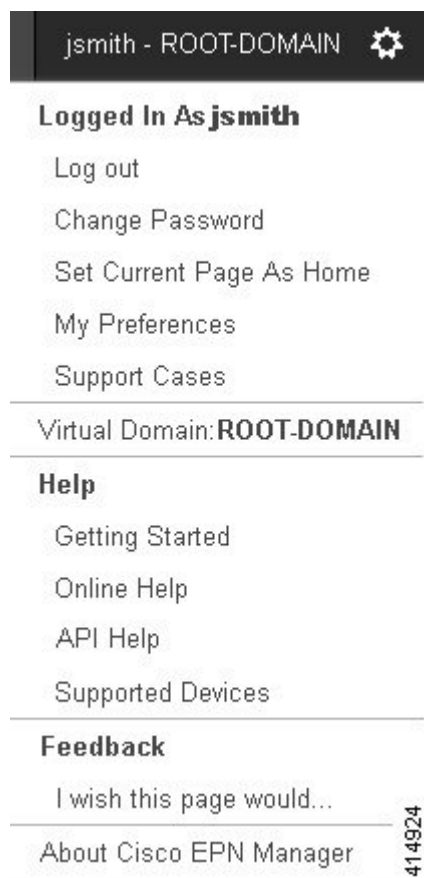 jsmith - ROOT-DOMAIN
Logged In As jsmith
Log out
Change Password
Set Current Page As Home
My Preferences
Support Cases
Virtual Domain: ROOT-DOMAIN
Help
Getting Started
Online Help
API Help
Supported Devices
Feedback
I wish this page would...
About Cisco EPN Manager
414924